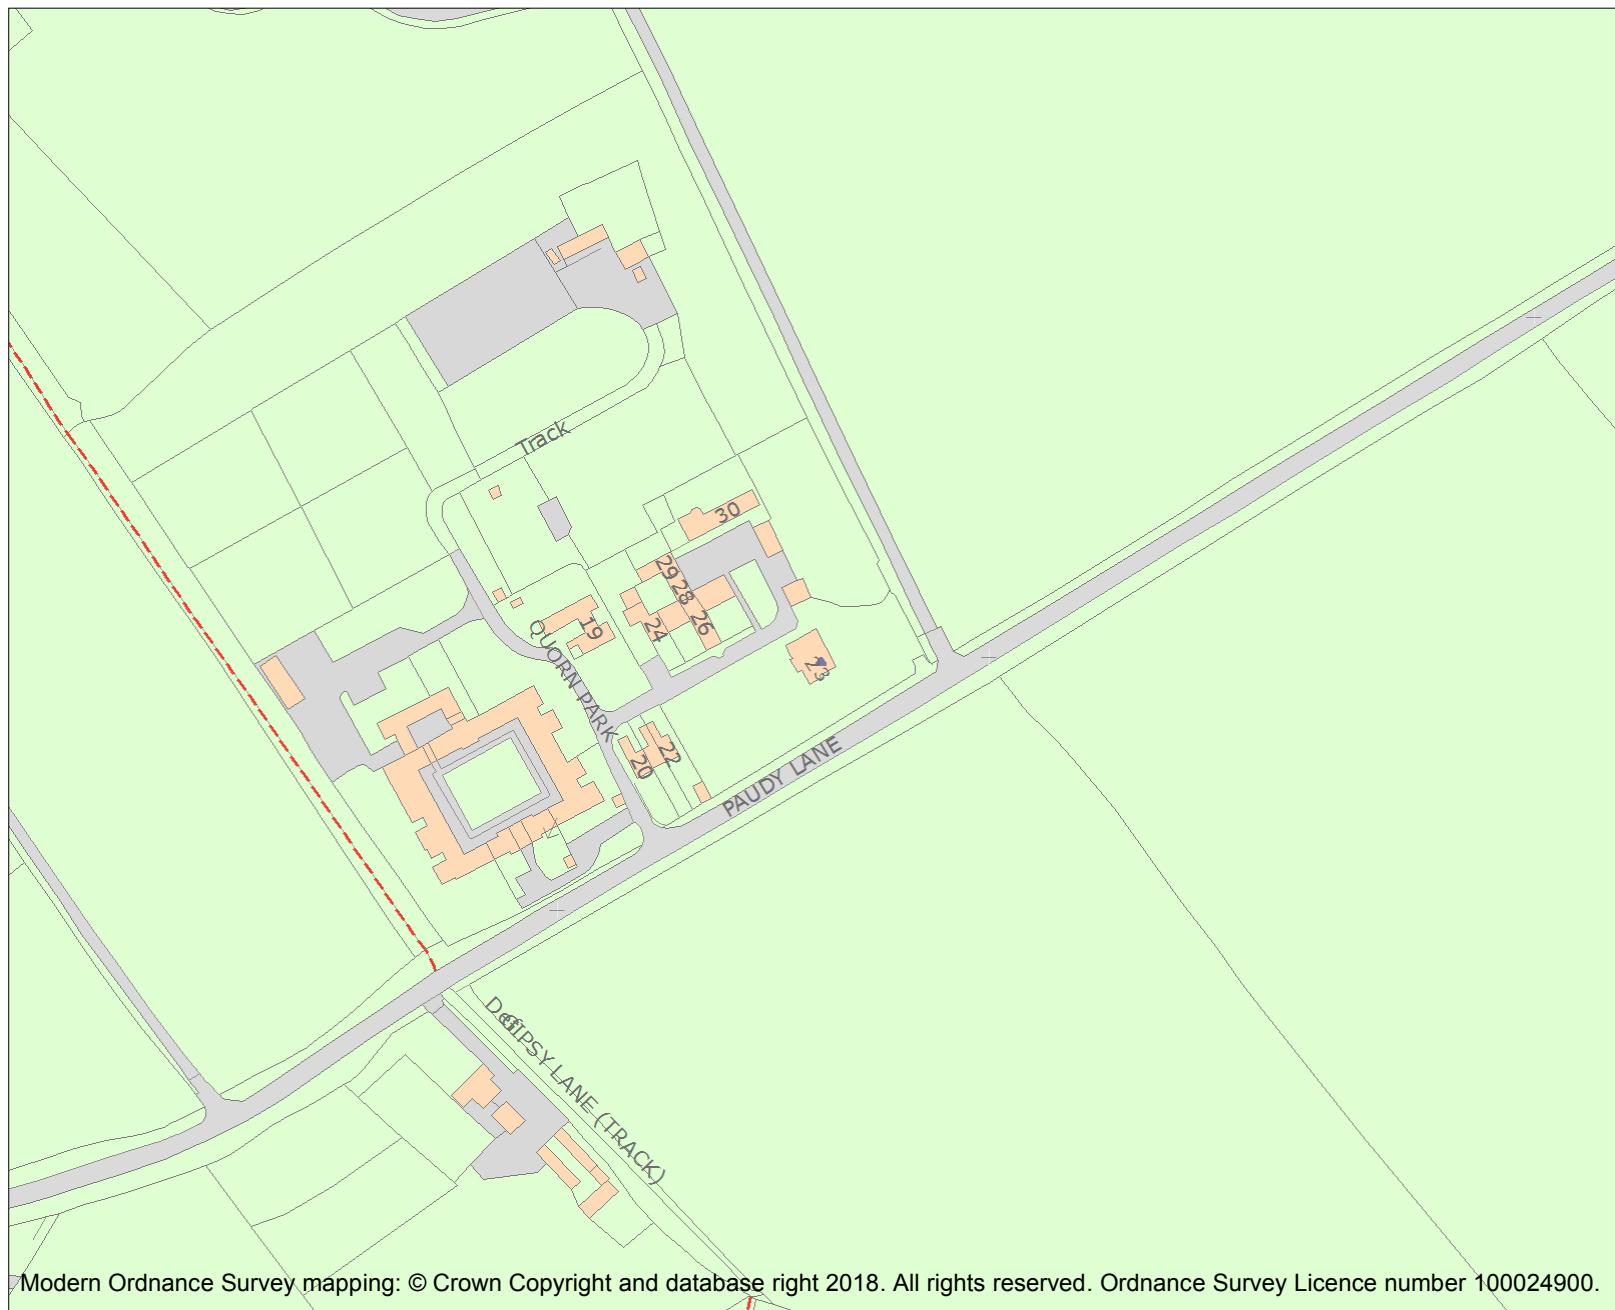 Track
30
29
28
26
24
19
23
QUORN PARK
22
20
PAUDY LANE
Def
GIPSY LANE (TRACK)
Modern Ordnance Survey mapping: © Crown Copyright and database right 2018. All rights reserved. Ordnance Survey Licence number 100024900.